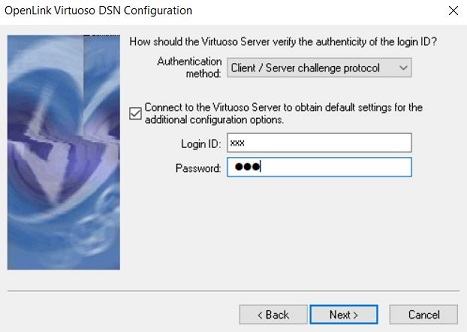 OpenLink Virtuoso DSN Configuration
How should the Virtuoso Server verify the authenticity of the login ID?
Authentication
method: Client / Server challenge protocol
Connect to the Virtuoso Server to obtain default settings for the
additional configuration options.
Login ID: xxx
Password: ●●●
< Back Next > Cancel